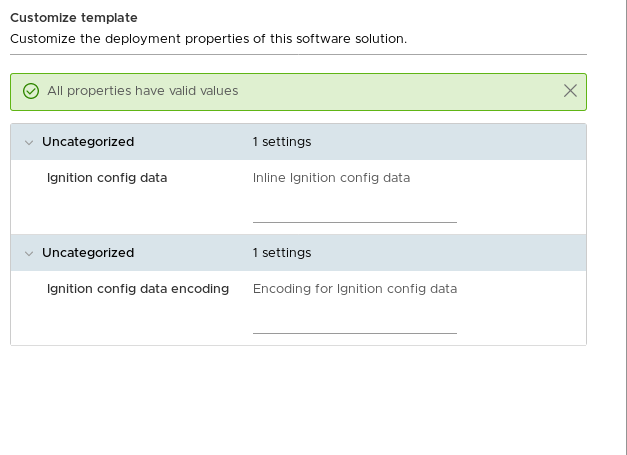 Customize template
Customize the deployment properties of this software solution.
All properties have valid values
Uncategorized 1 settings
Ignition config data Inline Ignition config data
Uncategorized 1 settings
Ignition config data encoding Encoding for Ignition config data